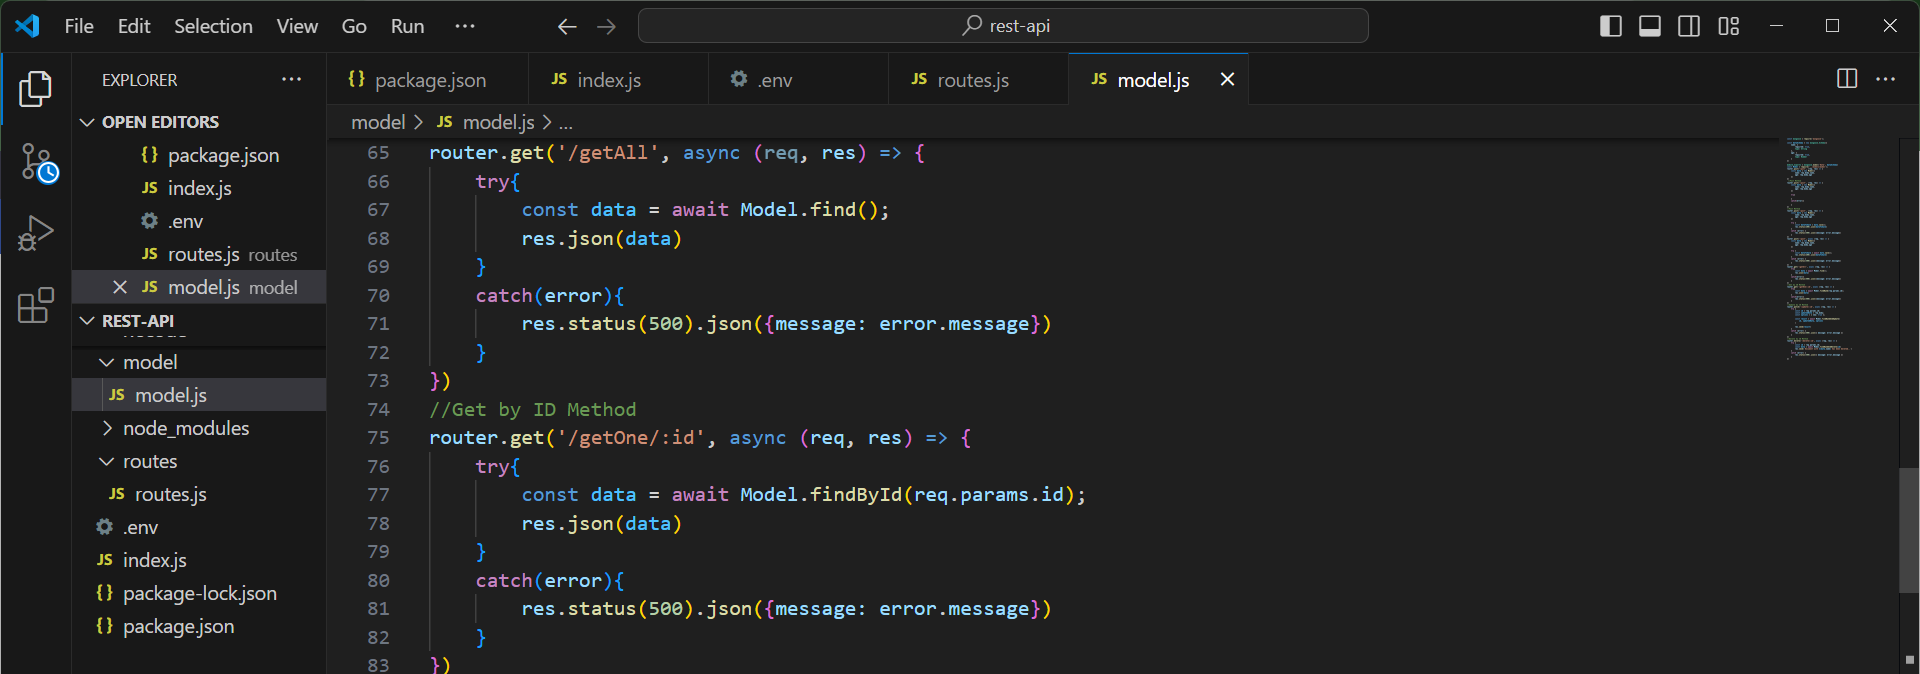 File Edit Selection View Go Run ··· rest-api
EXPLORER ···
OPEN EDITORS
{} package.json
JS index.js
.env
JS routes.js routes
JS model.js model
REST-API
model
JS model.js
node_modules
routes
JS routes.js
.env
JS index.js
{} package-lock.json
{} package.json
{} package.json JS index.js .env JS routes.js JS model.js
model > JS model.js > ...
65 router.get('/getAll', async (req, res) => {
66 try{
67 const data = await Model.find();
68 res.json(data)
69 }
70 catch(error){
71 res.status(500).json({message: error.message})
72 }
73 })
74 //Get by ID Method
75 router.get('/getOne/:id', async (req, res) => {
76 try{
77 const data = await Model.findById(req.params.id);
78 res.json(data)
79 }
80 catch(error){
81 res.status(500).json({message: error.message})
82 }
83 })